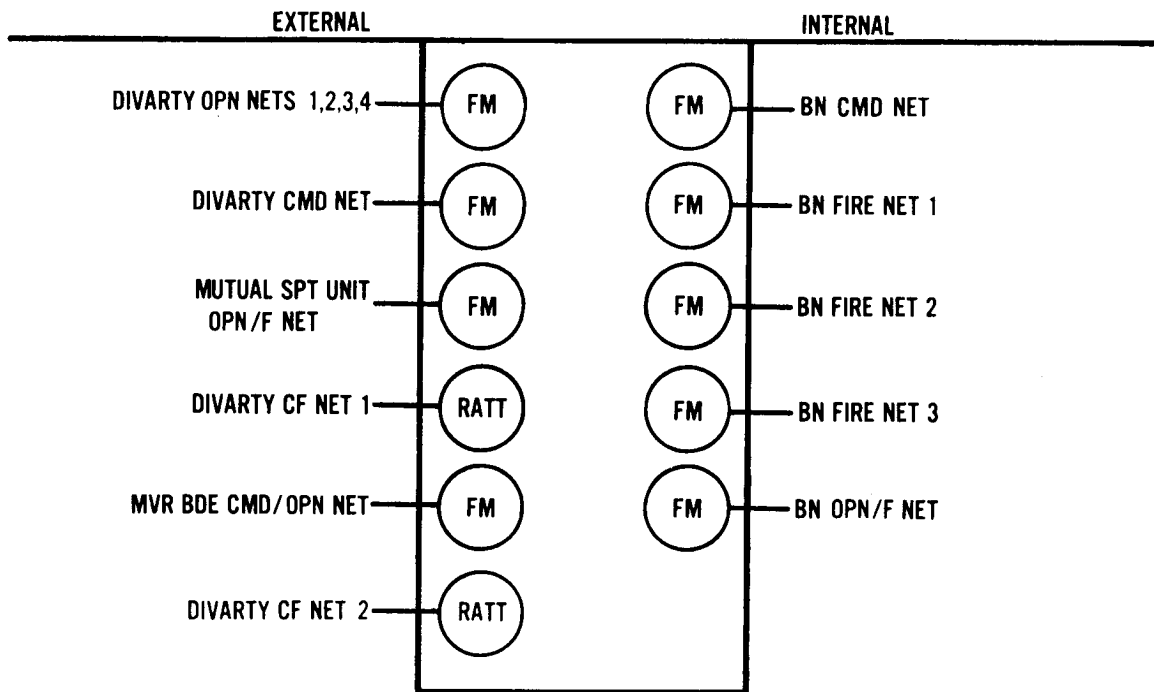 EXTERNAL INTERNAL
DIVARTY OPN NETS 1,2,3,4 FM FM BN CMD NET
DIVARTY CMD NET FM FM BN FIRE NET 1
MUTUAL SPT UNIT
OPN/F NET FM FM BN FIRE NET 2
DIVARTY CF NET 1 RATT FM BN FIRE NET 3
MVR BDE CMD/OPN NET FM FM BN OPN/F NET
DIVARTY CF NET 2 RATT